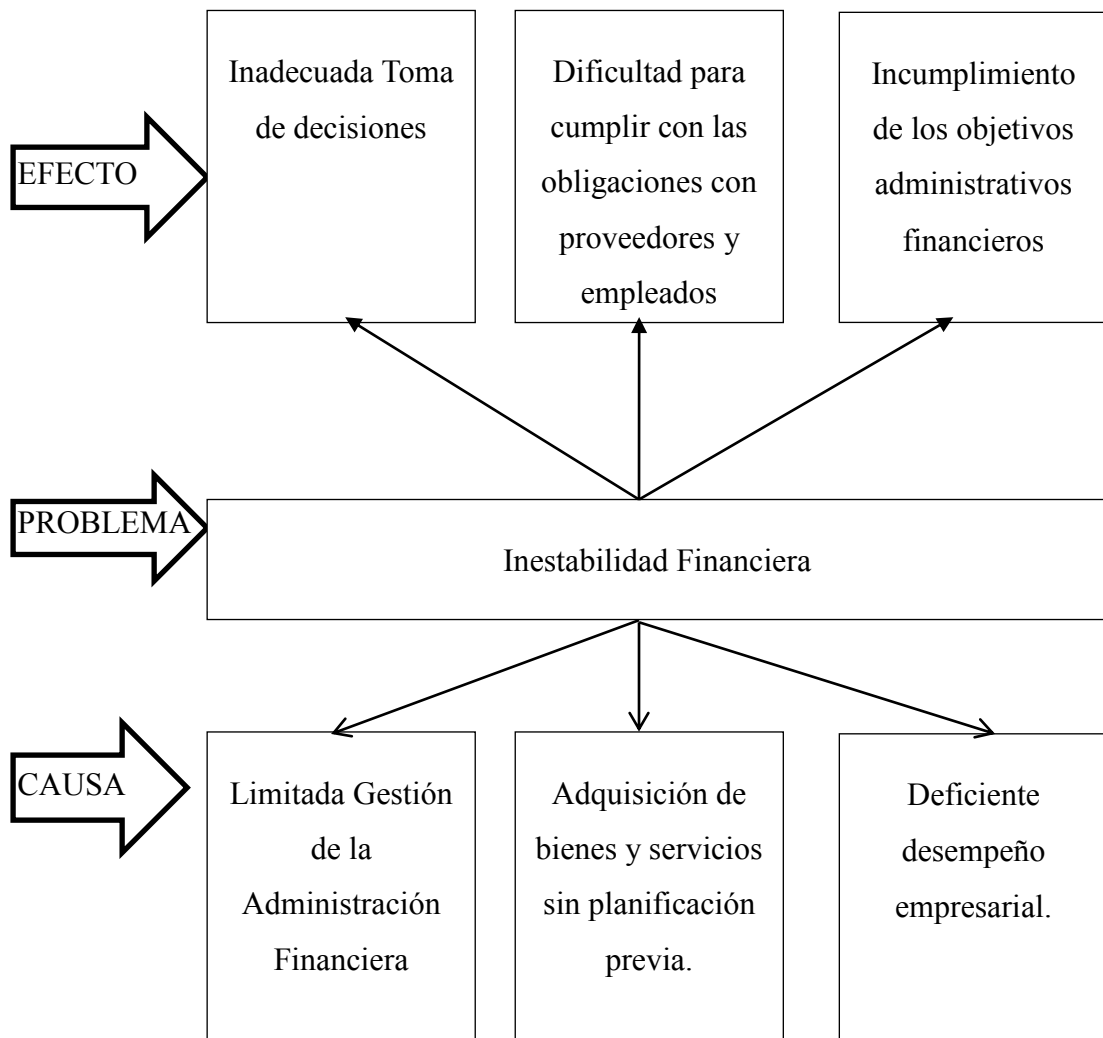 EFECTO
Inadecuada Toma
de decisiones
Dificultad para
cumplir con las
obligaciones con
proveedores y
empleados
Incumplimiento
de los objetivos
administrativos
financieros
PROBLEMA
Inestabilidad Financiera
CAUSA
Limitada Gestión
de la
Administración
Financiera
Adquisición de
bienes y servicios
sin planificación
previa.
Deficiente
desempeño
empresarial.